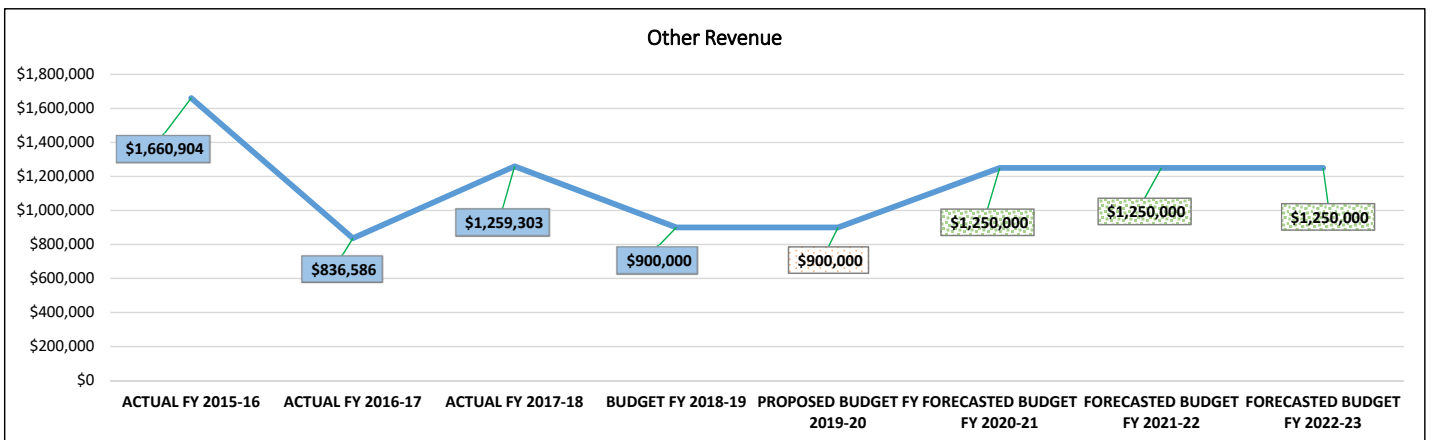 Other Revenue
$1,800,000
$1,600,000
$1,400,000
$1,200,000
$1,000,000
$800,000
$600,000
$400,000
$200,000
$0
$1,660,904
$836,586
$1,259,303
$900,000
$900,000
$1,250,000
$1,250,000
$1,250,000
ACTUAL FY 2015-16
ACTUAL FY 2016-17
ACTUAL FY 2017-18
BUDGET FY 2018-19
PROPOSED BUDGET FY
2019-20
FORECASTED BUDGET
FY 2020-21
FORECASTED BUDGET
FY 2021-22
FORECASTED BUDGET
FY 2022-23